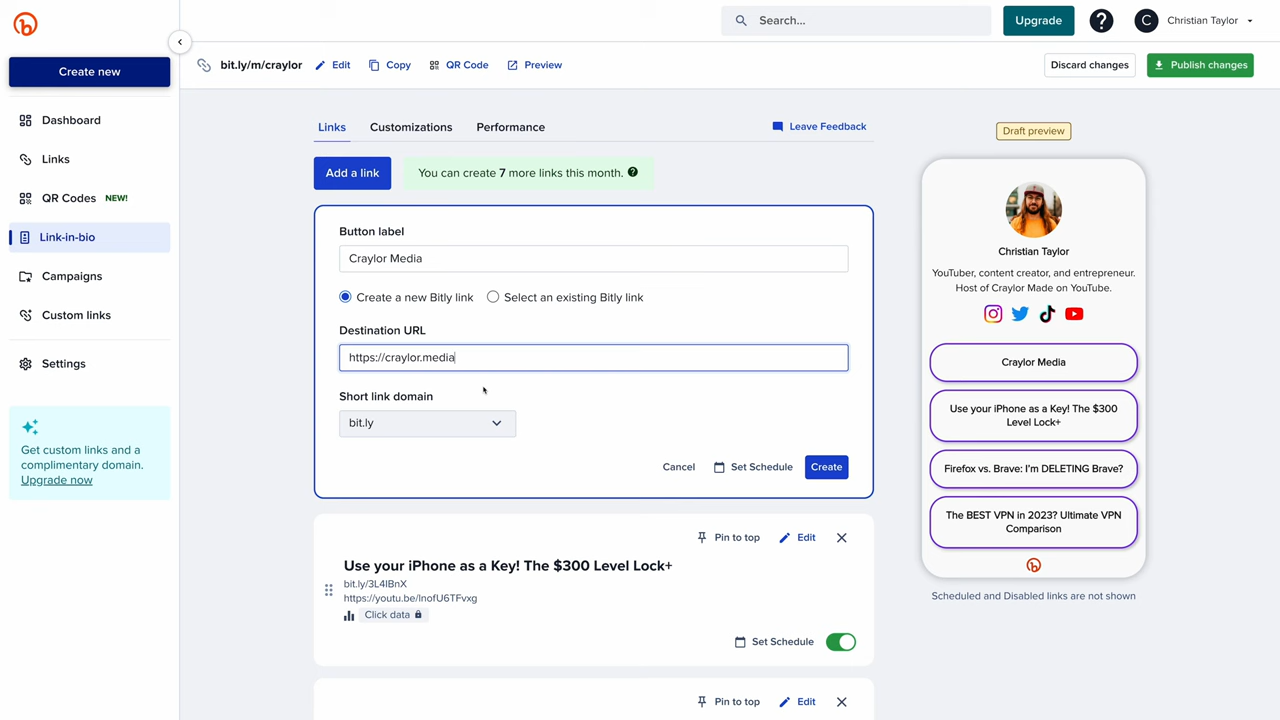 Search...
Upgrade
?
C
Christian Taylor
Create new
bit.ly/m/craylor
Edit
Copy
QR Code
Preview
Discard changes
Publish changes
Dashboard
Links
QR Codes NEW!
Link-in-bio
Campaigns
Custom links
Settings
Get custom links and a
complimentary domain.
Upgrade now
Links
Customizations
Performance
Leave Feedback
Add a link
You can create 7 more links this month. ?
Button label
Craylor Media
Create a new Bitly link
Select an existing Bitly link
Destination URL
https://craylor.media
Short link domain
bit.ly
Cancel
Set Schedule
Create
Pin to top
Edit
Use your iPhone as a Key! The $300 Level Lock+
bit.ly/3L4IBnX
https://youtu.be/lnofU6TFvxg
Click data
Set Schedule
Pin to top
Edit
Draft preview
Christian Taylor
YouTuber, content creator, and entrepreneur.
Host of Craylor Made on YouTube.
Craylor Media
Use your iPhone as a Key! The $300
Level Lock+
Firefox vs. Brave: I'm DELETING Brave?
The BEST VPN in 2023? Ultimate VPN
Comparison
Scheduled and Disabled links are not shown